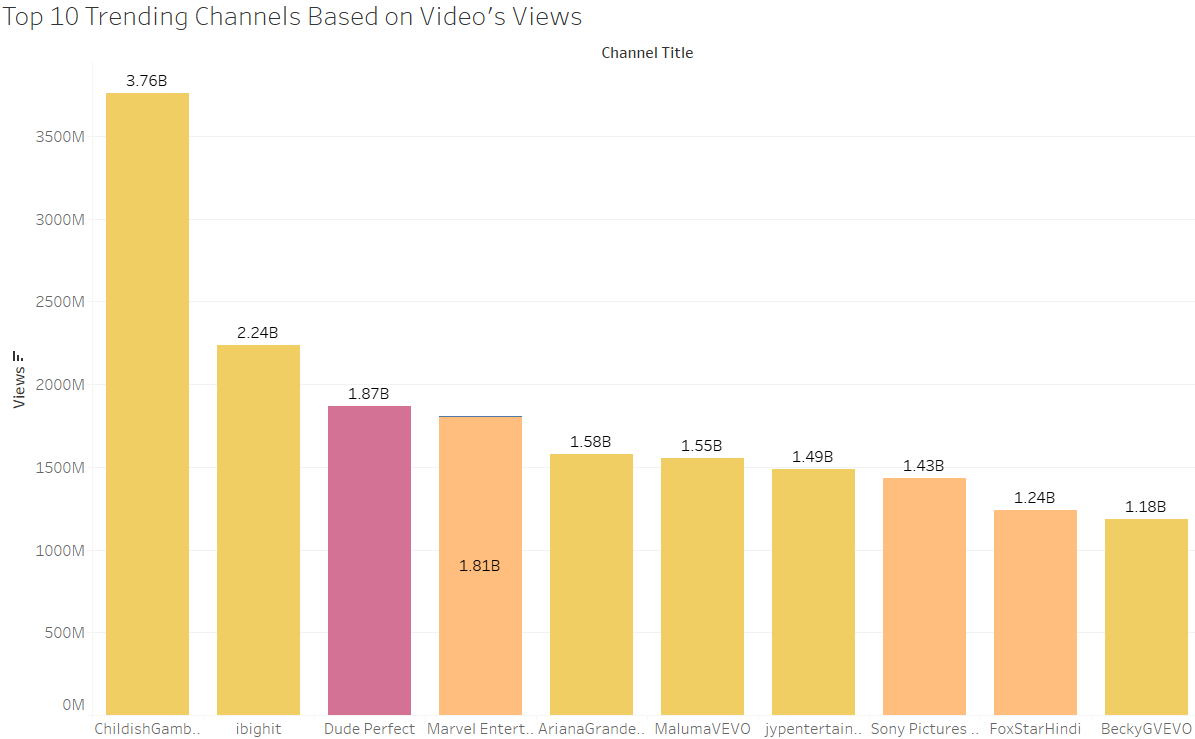 Top 10 Trending Channels Based on Video's Views
Channel Title
3.76B
3500M
3000M
2500M
2.24B
Views
2000M
1.87B
1.58B
1.55B
1.49B
1.43B
1500M
1.24B
1.18B
1000M
1.81B
500M
0M
ChildishGamb.. ibighit Dude Perfect Marvel Entert.. ArianaGrande.. MalumaVEVO jypentertain.. Sony Pictures .. FoxStarHindi BeckyGVEVO